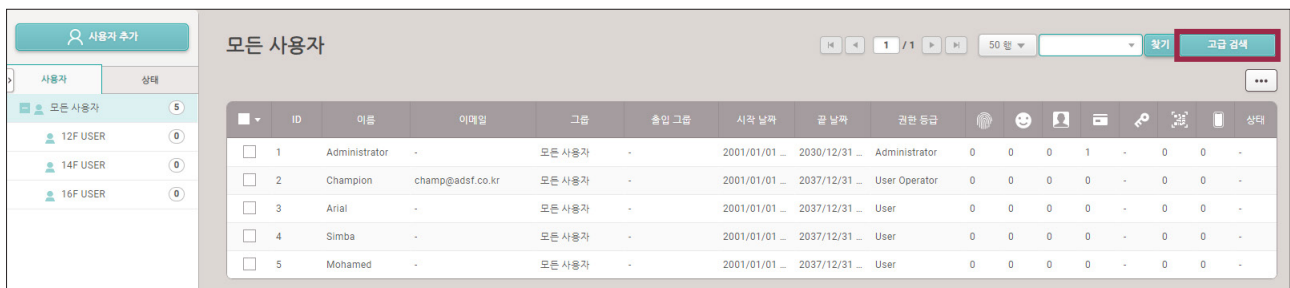 사용자 추가
사용자 상태
모든 사용자 5
12F USER 0
14F USER 0
16F USER 0
모든 사용자
1 / 1 50 행 찾기 고급 검색
•••
ID 이름 이메일 그룹 출입 그룹 시작 날짜 끝 날짜 권한 등급 상태
1 Administrator - 모든 사용자 - 2001/01/01 ... 2030/12/31 ... Administrator 0 0 0 1 - 0 0 -
2 Champion champ@adsf.co.kr 모든 사용자 - 2001/01/01 ... 2037/12/31 ... User Operator 0 0 0 0 - 0 0 -
3 Arial - 모든 사용자 - 2001/01/01 ... 2037/12/31 ... User 0 0 0 0 - 0 0 -
4 Simba - 모든 사용자 - 2001/01/01 ... 2037/12/31 ... User 0 0 0 0 - 0 0 -
5 Mohamed - 모든 사용자 - 2001/01/01 ... 2037/12/31 ... User 0 0 0 0 - 0 0 -